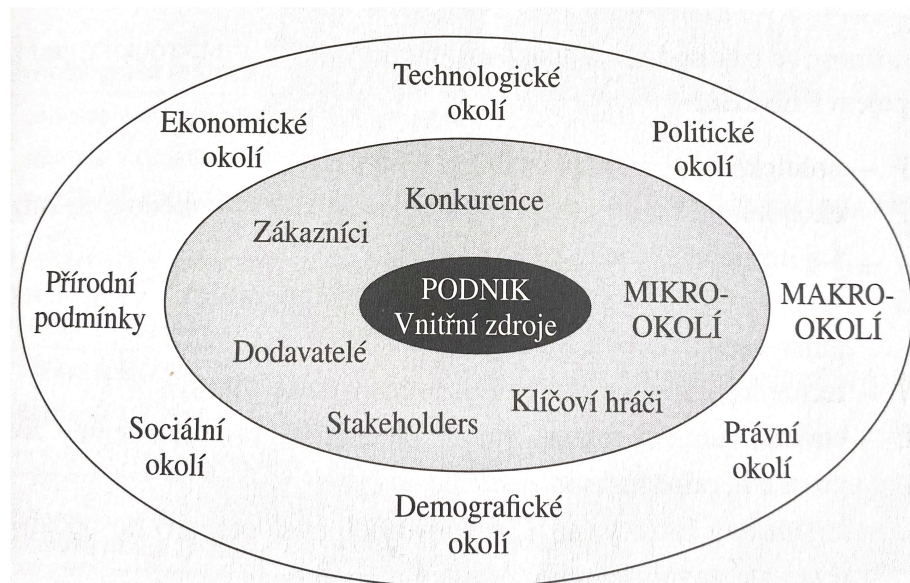 Technologické
okolí
Ekonomické
okolí
Politické
okolí
Konkurence
Zákazníci
Přírodní
podmínky
PODNIK
Vnitřní zdroje
MIKRO-
OKOLÍ
MAKRO-
OKOLÍ
Dodavatelé
Klíčoví hráči
Stakeholders
Sociální
okolí
Právní
okolí
Demografické
okolí